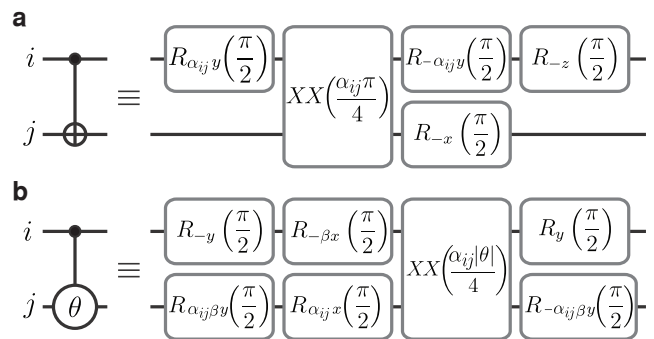 a
i
j
≡
R_{α_{ij}y}(π/2)
XX(α_{ij}π/4)
R_{-α_{ij}y}(π/2)
R_{-z}(π/2)
R_{-x}(π/2)
b
i
j
θ
≡
R_{-y}(π/2)
R_{-βx}(π/2)
XX(α_{ij}|θ|/4)
R_{y}(π/2)
R_{α_{ij}βy}(π/2)
R_{α_{ij}x}(π/2)
R_{-α_{ij}βy}(π/2)